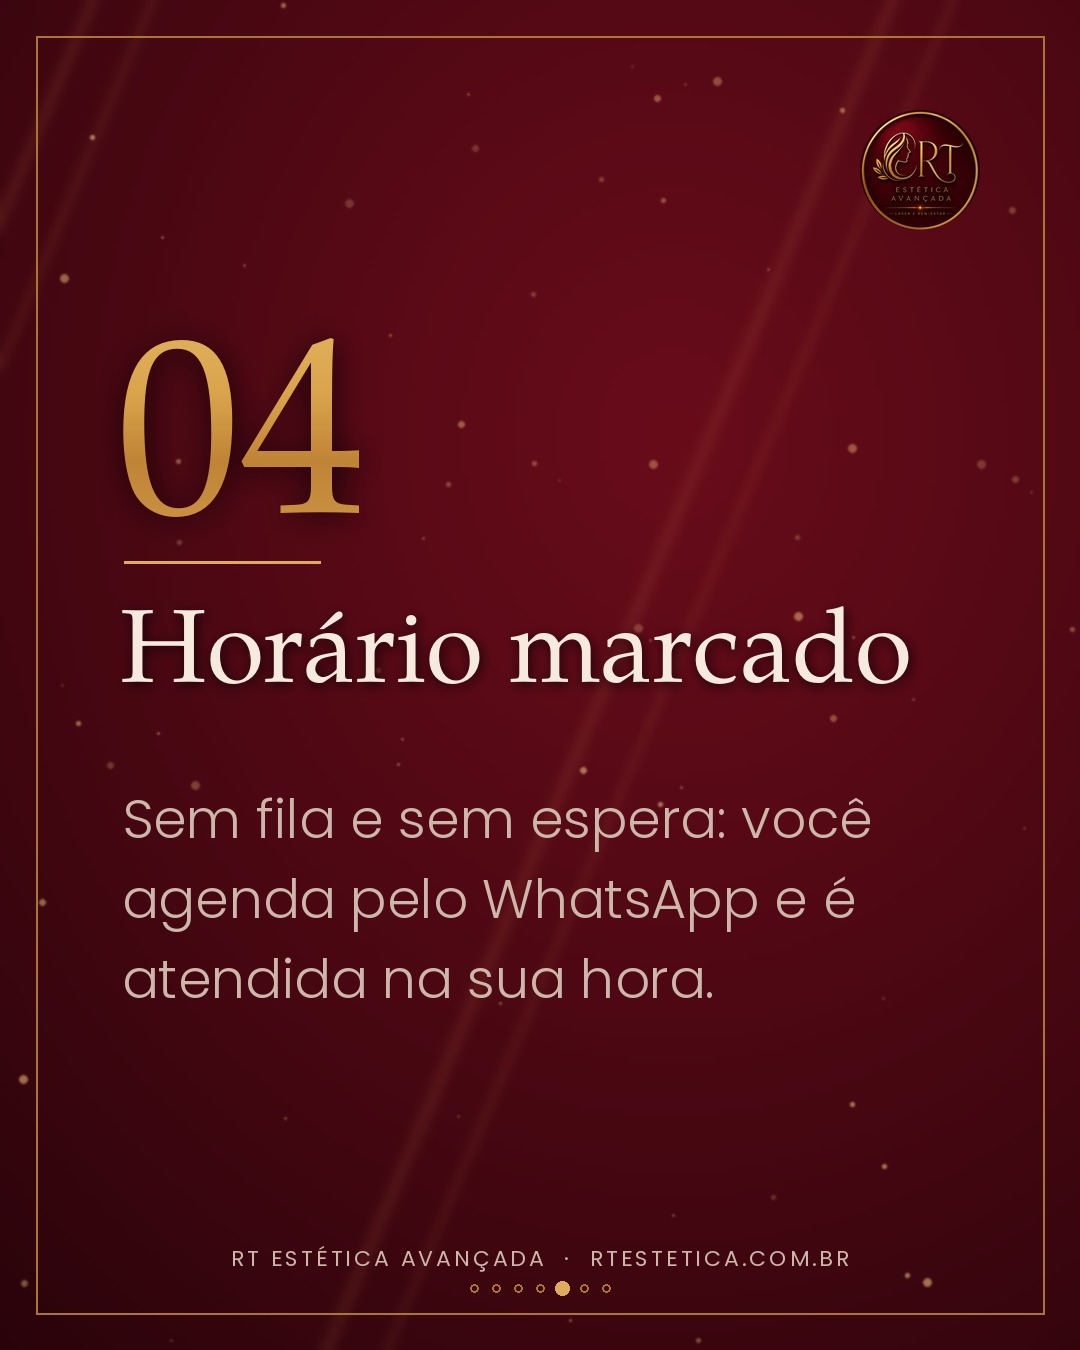 RT
ESTÉTICA
AVANÇADA
04
Horário marcado
Sem fila e sem espera: você
agenda pelo WhatsApp e é
atendida na sua hora.
RT ESTÉTICA AVANÇADA · RTESTETICA.COM.BR